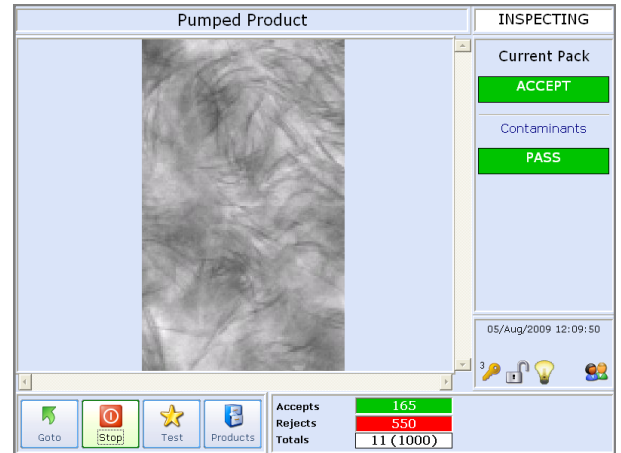 Pumped Product
INSPECTING
Current Pack
ACCEPT
Contaminants
PASS
05/Aug/2009 12:09:50
3
Goto
Stop
Test
Products
Accepts 165
Rejects 550
Totals 11 (1000)